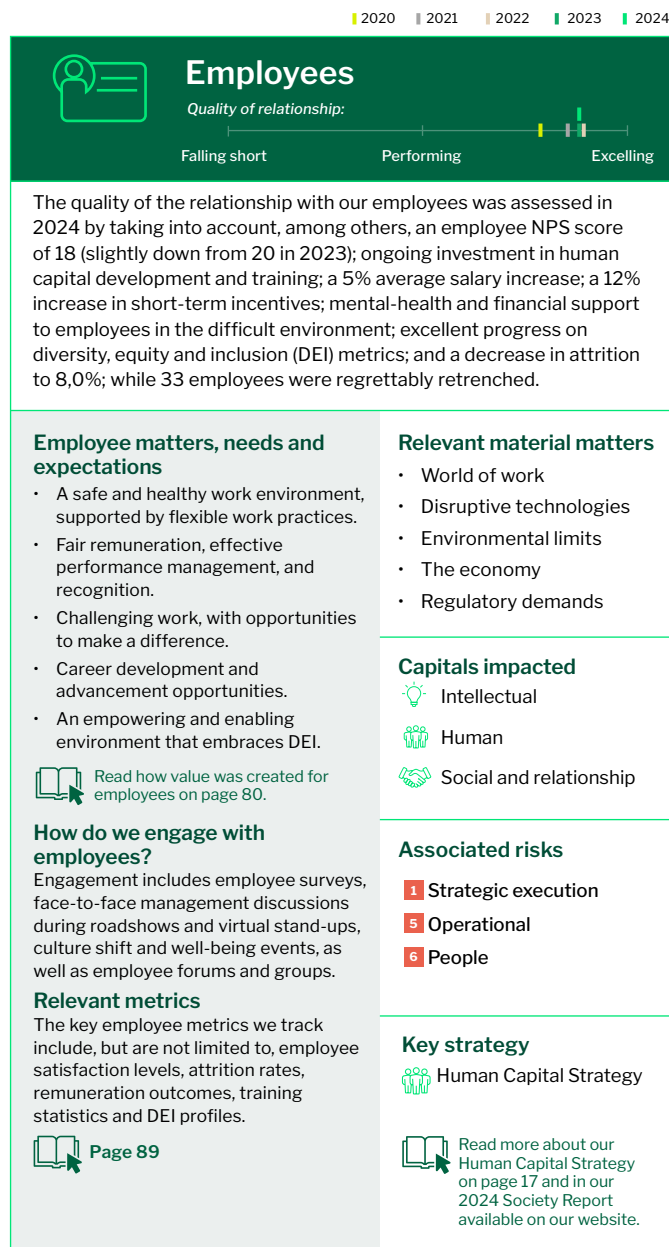 2020 2021 2022 2023 2024
Employees
Quality of relationship:
Falling short Performing Excelling
The quality of the relationship with our employees was assessed in
2024 by taking into account, among others, an employee NPS score
of 18 (slightly down from 20 in 2023); ongoing investment in human
capital development and training; a 5% average salary increase; a 12%
increase in short-term incentives; mental-health and financial support
to employees in the difficult environment; excellent progress on
diversity, equity and inclusion (DEI) metrics; and a decrease in attrition
to 8,0%; while 33 employees were regrettably retrenched.
Employee matters, needs and
expectations
• A safe and healthy work environment,
supported by flexible work practices.
• Fair remuneration, effective
performance management, and
recognition.
• Challenging work, with opportunities
to make a difference.
• Career development and
advancement opportunities.
• An empowering and enabling
environment that embraces DEI.
Read how value was created for
employees on page 80.
How do we engage with
employees?
Engagement includes employee surveys,
face-to-face management discussions
during roadshows and virtual stand-ups,
culture shift and well-being events, as
well as employee forums and groups.
Relevant metrics
The key employee metrics we track
include, but are not limited to, employee
satisfaction levels, attrition rates,
remuneration outcomes, training
statistics and DEI profiles.
Page 89
Relevant material matters
• World of work
• Disruptive technologies
• Environmental limits
• The economy
• Regulatory demands
Capitals impacted
Intellectual
Human
Social and relationship
Associated risks
1 Strategic execution
5 Operational
6 People
Key strategy
Human Capital Strategy
Read more about our
Human Capital Strategy
on page 17 and in our
2024 Society Report
available on our website.